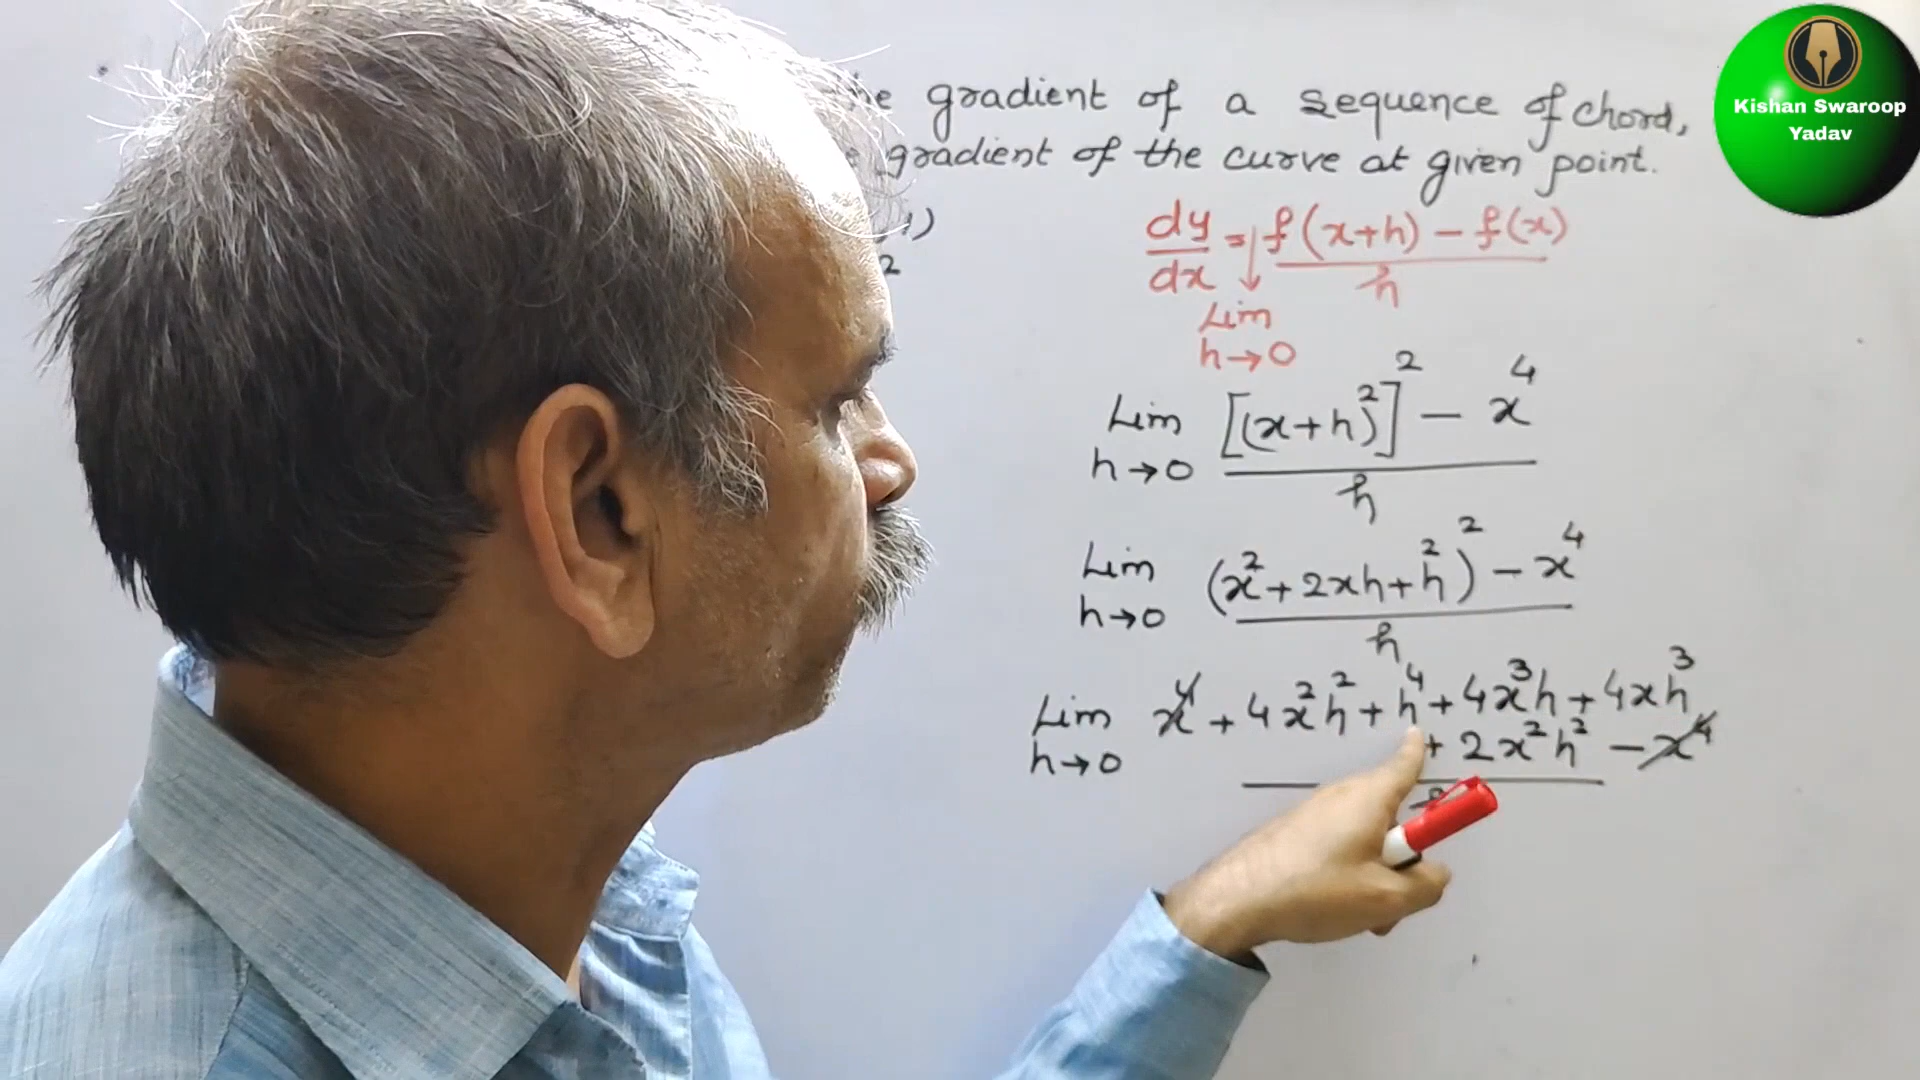 gradient of a sequence of chord,
gradient of the curve at given point.
1)
2
dy/dx = f(x+h) - f(x) / h
Lim
h→0
Lim h→0 [(x+h)²]² - x⁴ / h
Lim h→0 (x²+2xh+h²)² - x⁴ / h
Lim h→0 x⁴ + 4x²h² + h⁴ + 4x³h + 4xh³
+ 2x²h² - x⁴
Kishan Swaroop
Yadav